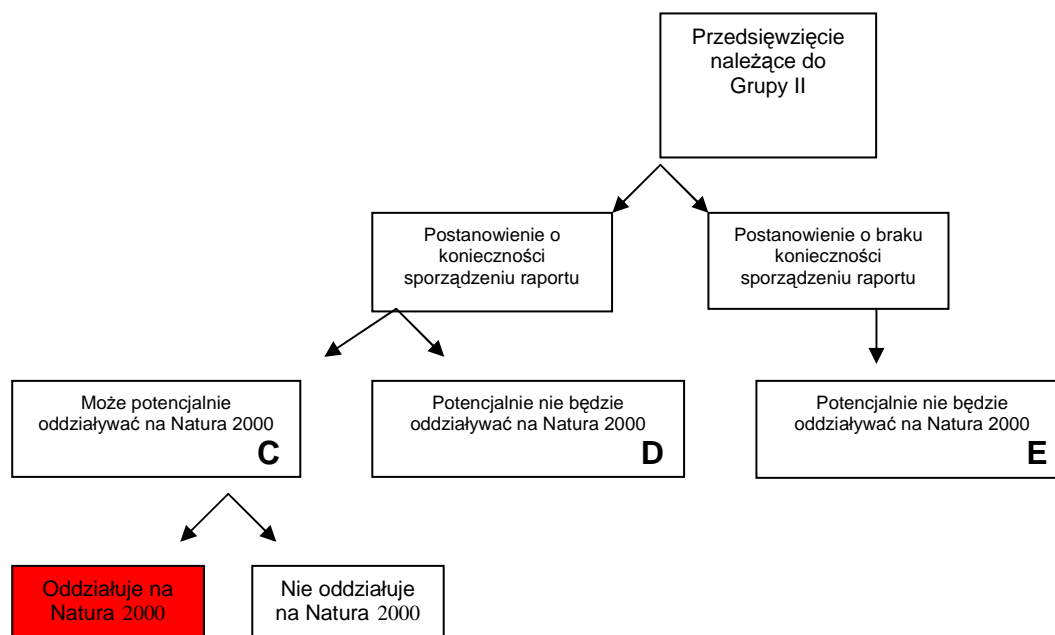 Przedsięwzięcie
należące do
Grupy II
Postanowienie o
konieczności
sporządzeniu raportu
Postanowienie o braku
konieczności
sporządzeniu raportu
Może potencjalnie
oddziaływać na Natura 2000
C
Potencjalnie nie będzie
oddziaływać na Natura 2000
D
Potencjalnie nie będzie
oddziaływać na Natura 2000
E
Oddziałuje na
Natura 2000
Nie oddziałuje
na Natura 2000